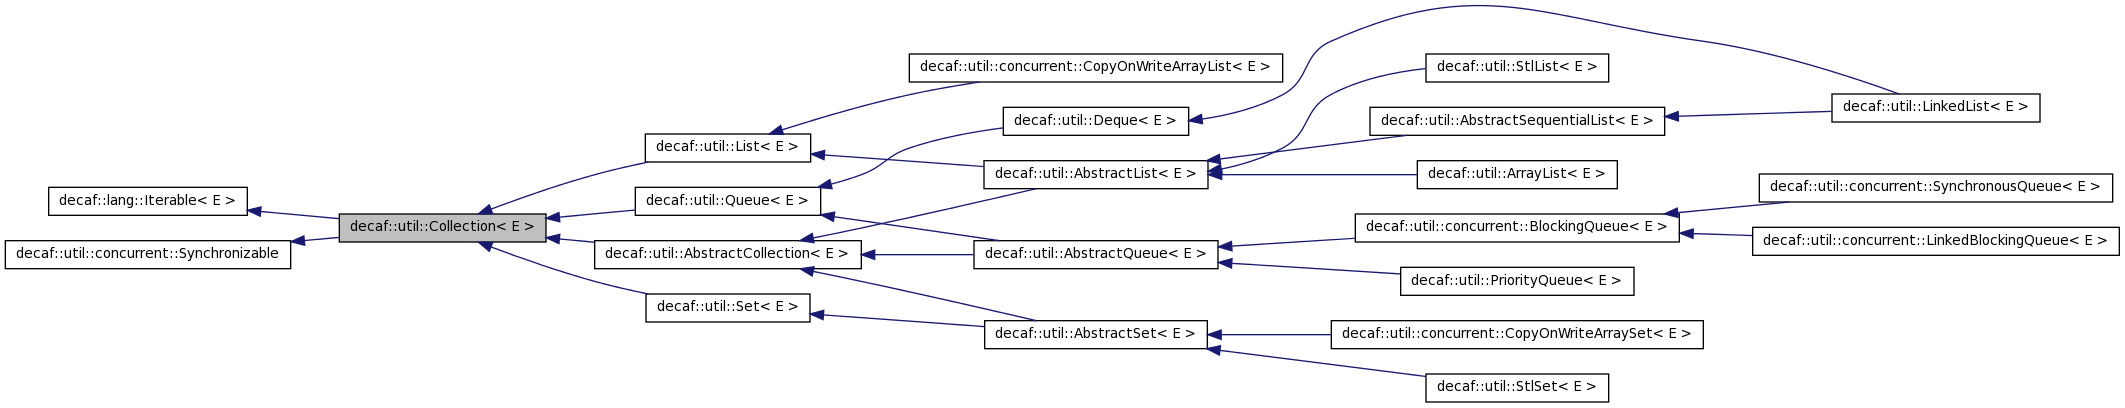 decaf::util::concurrent::CopyOnWriteArrayList< E >
decaf::util::StlList< E >
decaf::util::LinkedList< E >
decaf::util::Deque< E >
decaf::util::AbstractSequentialList< E >
decaf::util::List< E >
decaf::util::AbstractList< E >
decaf::util::ArrayList< E >
decaf::util::concurrent::SynchronousQueue< E >
decaf::lang::Iterable< E >
decaf::util::Queue< E >
decaf::util::Collection< E >
decaf::util::concurrent::BlockingQueue< E >
decaf::util::concurrent::LinkedBlockingQueue< E >
decaf::util::concurrent::Synchronizable
decaf::util::AbstractCollection< E >
decaf::util::AbstractQueue< E >
decaf::util::PriorityQueue< E >
decaf::util::Set< E >
decaf::util::AbstractSet< E >
decaf::util::concurrent::CopyOnWriteArraySet< E >
decaf::util::StlSet< E >